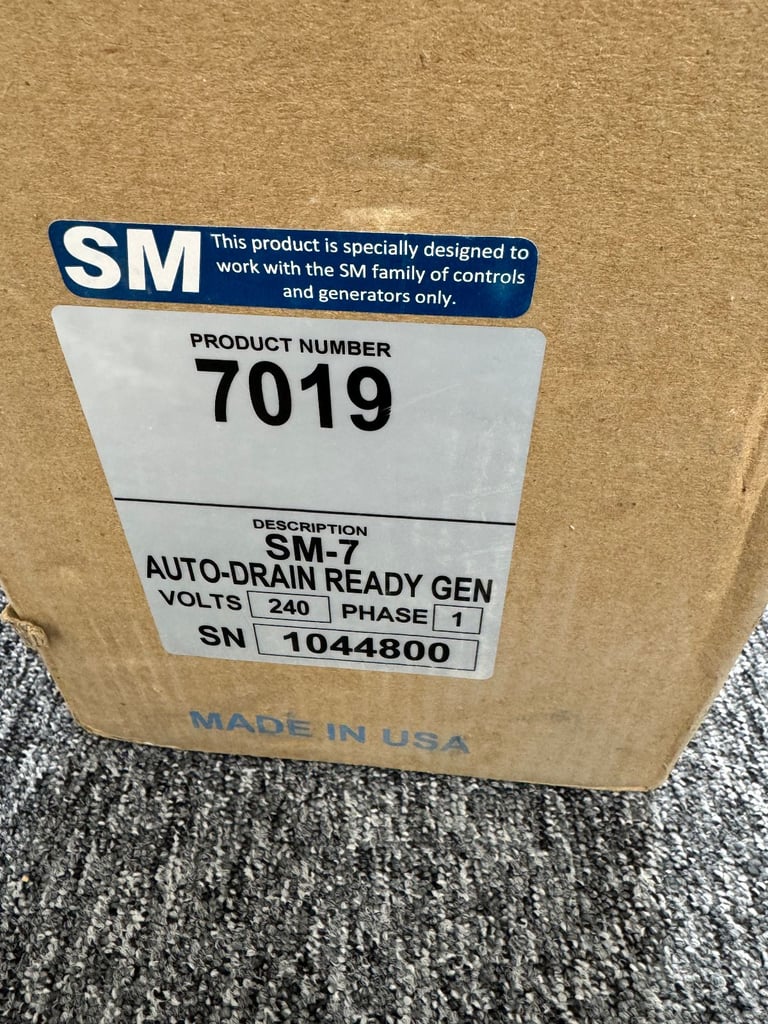 SM
This product is specially designed to
work with the SM family of controls
and generators only.
PRODUCT NUMBER
7019
DESCRIPTION
SM-7
AUTO-DRAIN READY GEN
VOLTS 240 PHASE 1
SN 1044800
MADE IN USA